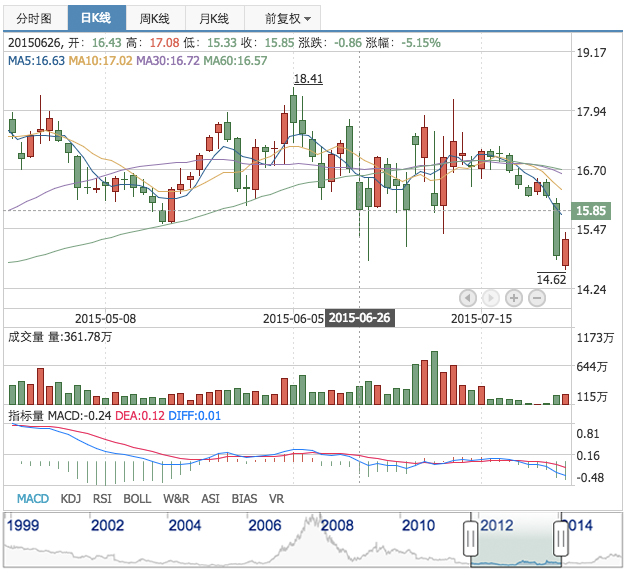 分时图 日K线 周K线 月K线 前复权
20150626, 开: 16.43 高: 17.08 低: 15.33 收: 15.85 涨跌: -0.86 涨幅: -5.15%
MA5:16.63 MA10:17.02 MA30:16.72 MA60:16.57
19.17
18.41
17.94
16.70
15.85
15.47
14.62
14.24
2015-05-08 2015-06-05 2015-06-26 2015-07-15
成交量 量:361.78万
1173万
644万
115万
指标量 MACD:-0.24 DEA:0.12 DIFF:0.01
0.81
0.16
-0.48
MACD KDJ RSI BOLL W&R ASI BIAS VR
1999 2002 2004 2006 2008 2010 2012 2014